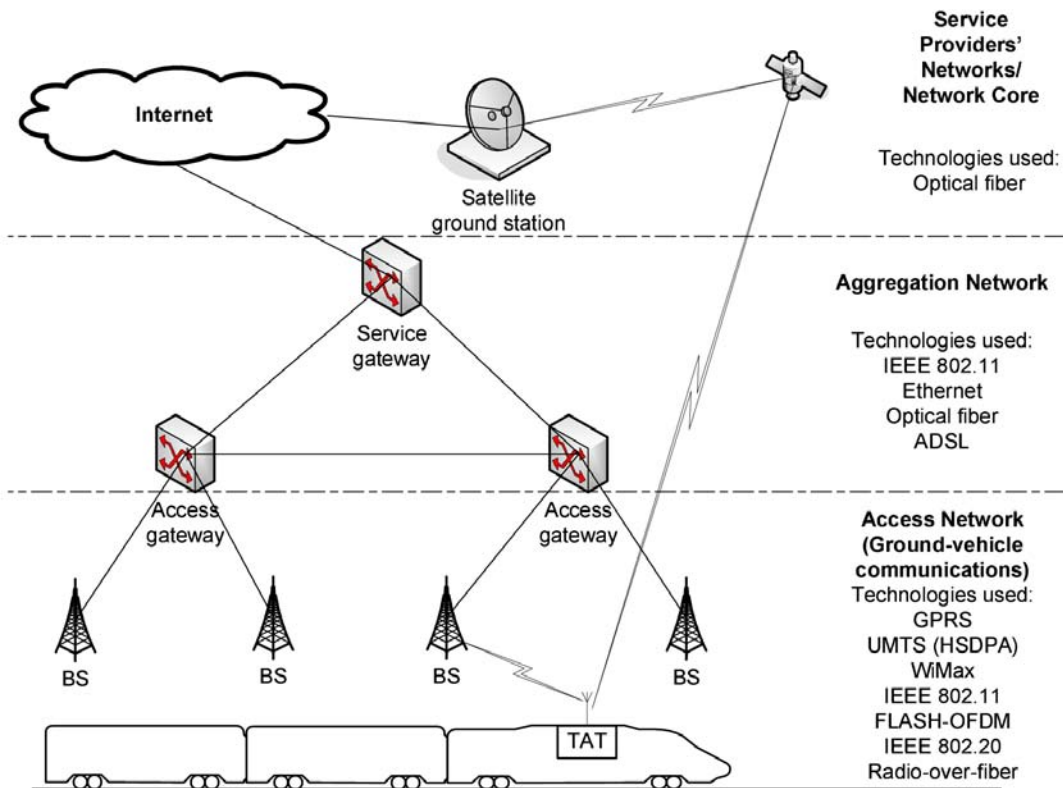 Service
Providers'
Networks/
Network Core
Internet
Technologies used:
Optical fiber
Satellite
ground station
Aggregation Network
Service
gateway
Technologies used:
IEEE 802.11
Ethernet
Optical fiber
ADSL
Access
gateway
Access
gateway
Access Network
(Ground-vehicle
communications)
Technologies used:
GPRS
UMTS (HSDPA)
WiMax
IEEE 802.11
FLASH-OFDM
IEEE 802.20
Radio-over-fiber
BS
BS
BS
BS
TAT